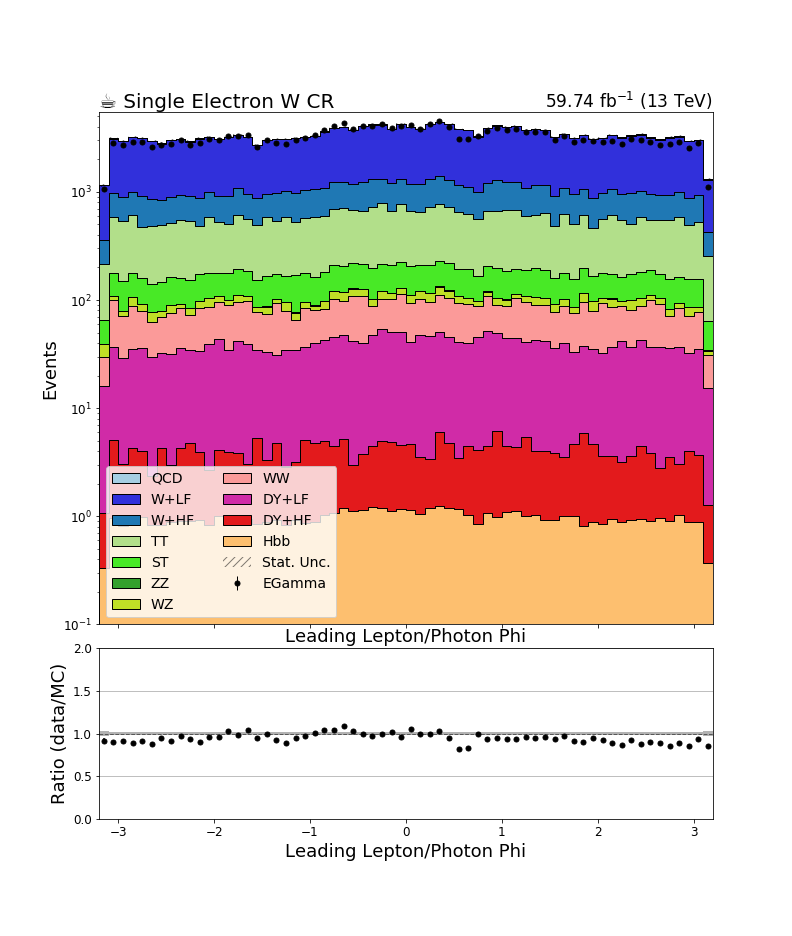 ☕ Single Electron W CR 59.74 fb⁻¹ (13 TeV)
Events
10³
10²
10¹
10⁰
10⁻¹
QCD WW
W+LF DY+LF
W+HF DY+HF
TT Hbb
ST Stat. Unc.
ZZ EGamma
WZ
Leading Lepton/Photon Phi
Ratio (data/MC)
2.0
1.5
1.0
0.5
0.0
−3 −2 −1 0 1 2 3
Leading Lepton/Photon Phi